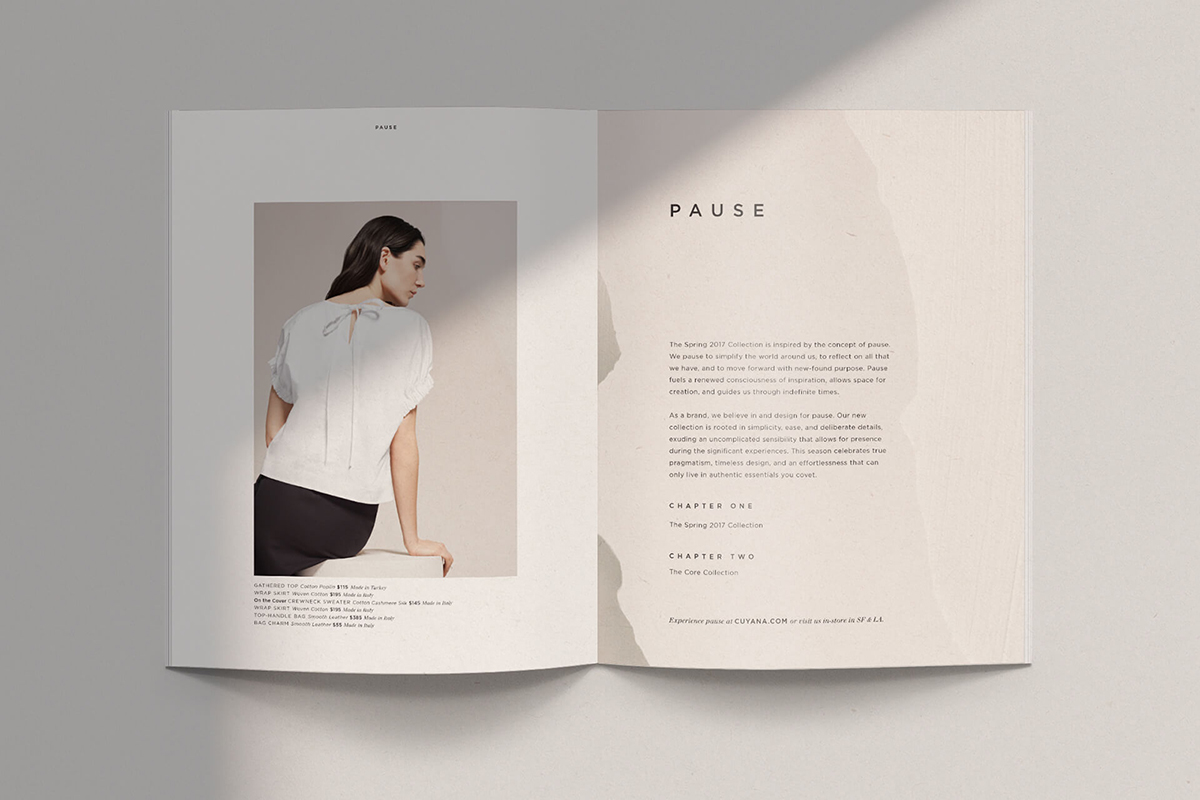 PAUSE
GATHERED TOP Cotton Poplin $115 Made in Turkey
WRAP SKIRT Woven Cotton $195 Made in Italy
On the Cover CREWNECK SWEATER Cotton Cashmere Silk $145 Made in Italy
WRAP SKIRT Woven Cotton $195 Made in Italy
TOP-HANDLE BAG Smooth Leather $385 Made in Italy
BAG CHARM Smooth Leather $55 Made in Italy
PAUSE
The Spring 2017 Collection is inspired by the concept of pause.
We pause to simplify the world around us, to reflect on all that
we have, and to move forward with new-found purpose. Pause
fuels a renewed consciousness of inspiration, allows space for
creation, and guides us through indefinite times.
As a brand, we believe in and design for pause. Our new
collection is rooted in simplicity, ease, and deliberate details,
exuding an uncomplicated sensibility that allows for presence
during the significant experiences. This season celebrates true
pragmatism, timeless design, and an effortlessness that can
only live in authentic essentials you covet.
CHAPTER ONE
The Spring 2017 Collection
CHAPTER TWO
The Core Collection
Experience pause at CUYANA.COM or visit us in-store in SF & LA.